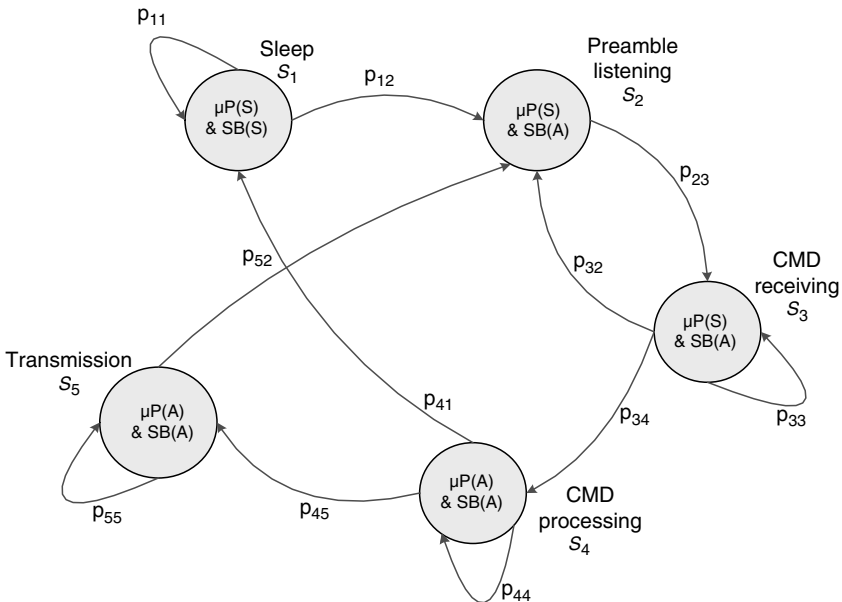 p11
Sleep
S1
µP(S)
& SB(S)
p12
Preamble
listening
S2
µP(S)
& SB(A)
p23
p52
p32
CMD
receiving
S3
µP(S)
& SB(A)
Transmission
S5
µP(A)
& SB(A)
p41
p34
p33
µP(A)
& SB(A)
CMD
processing
S4
p45
p55
p44